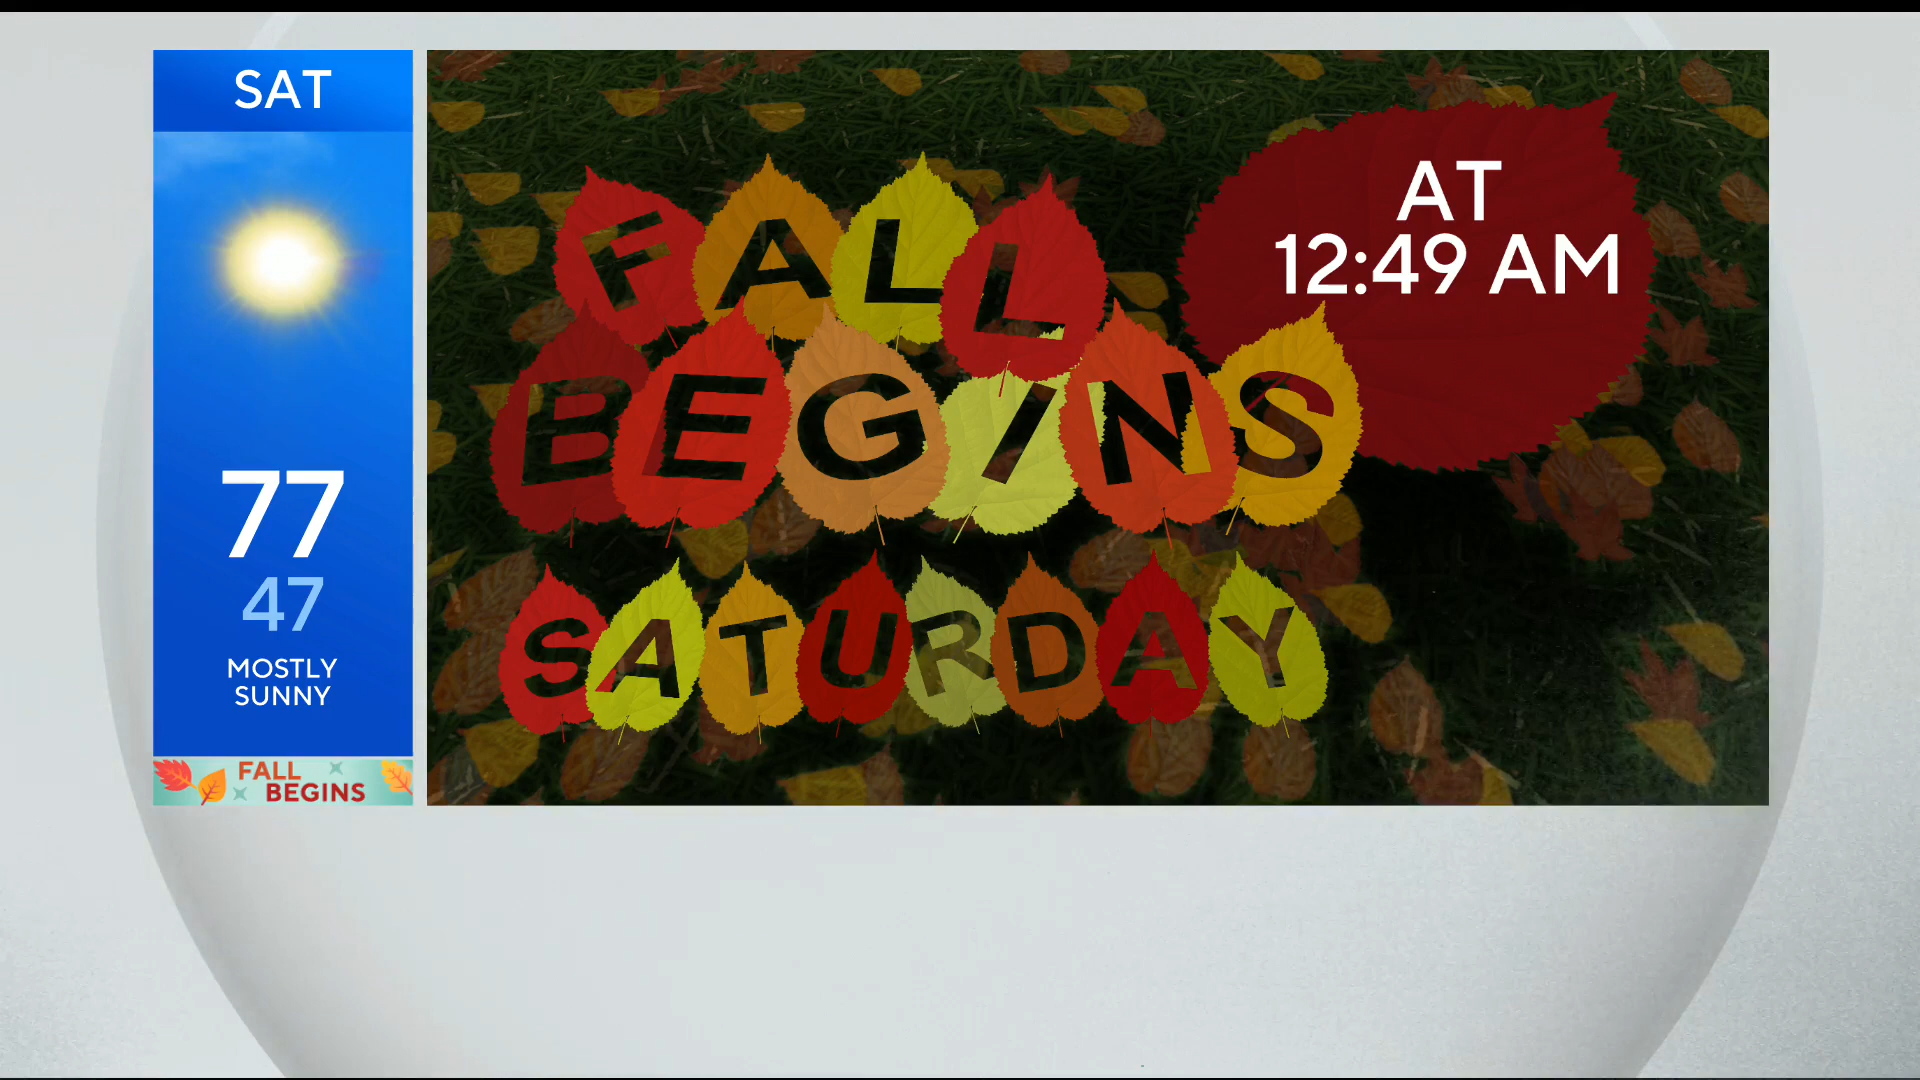 SAT
77
47
MOSTLY
SUNNY
FALL
BEGINS
FALL
BEGINS
SATURDAY
AT
12:49 AM